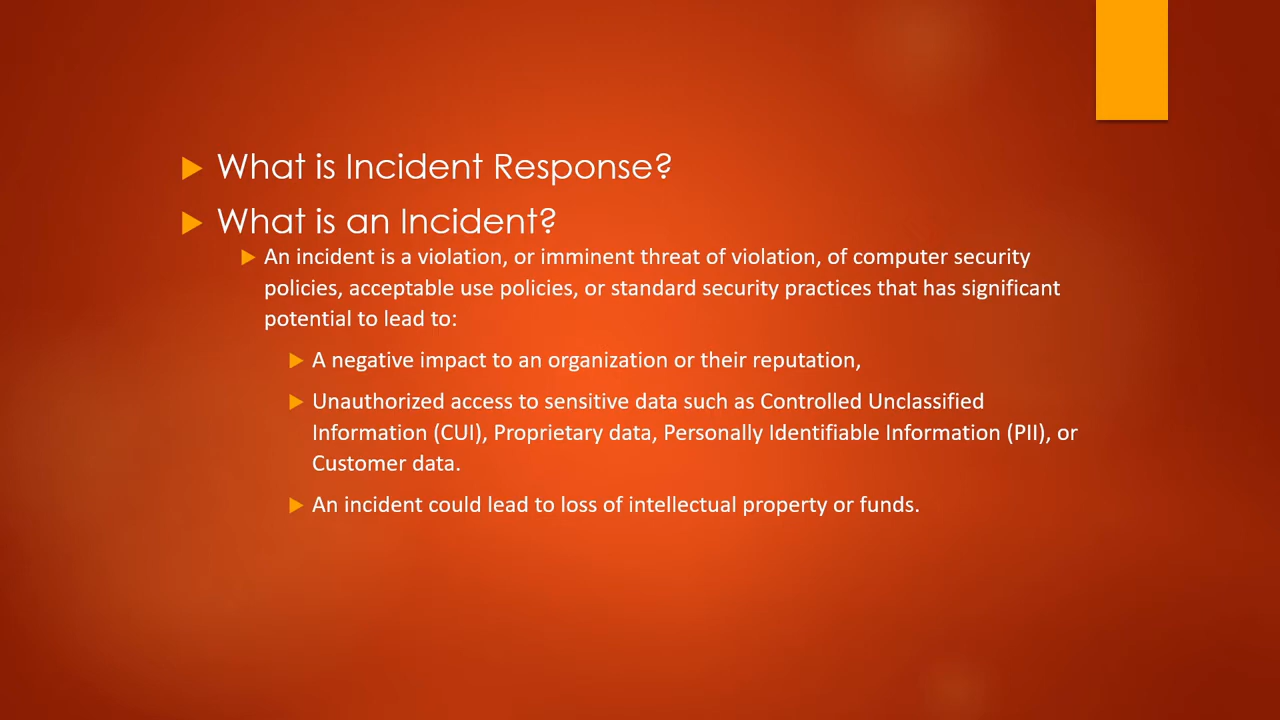 What is Incident Response?
What is an Incident?
An incident is a violation, or imminent threat of violation, of computer security
policies, acceptable use policies, or standard security practices that has significant
potential to lead to:
A negative impact to an organization or their reputation,
Unauthorized access to sensitive data such as Controlled Unclassified
Information (CUI), Proprietary data, Personally Identifiable Information (PII), or
Customer data.
An incident could lead to loss of intellectual property or funds.